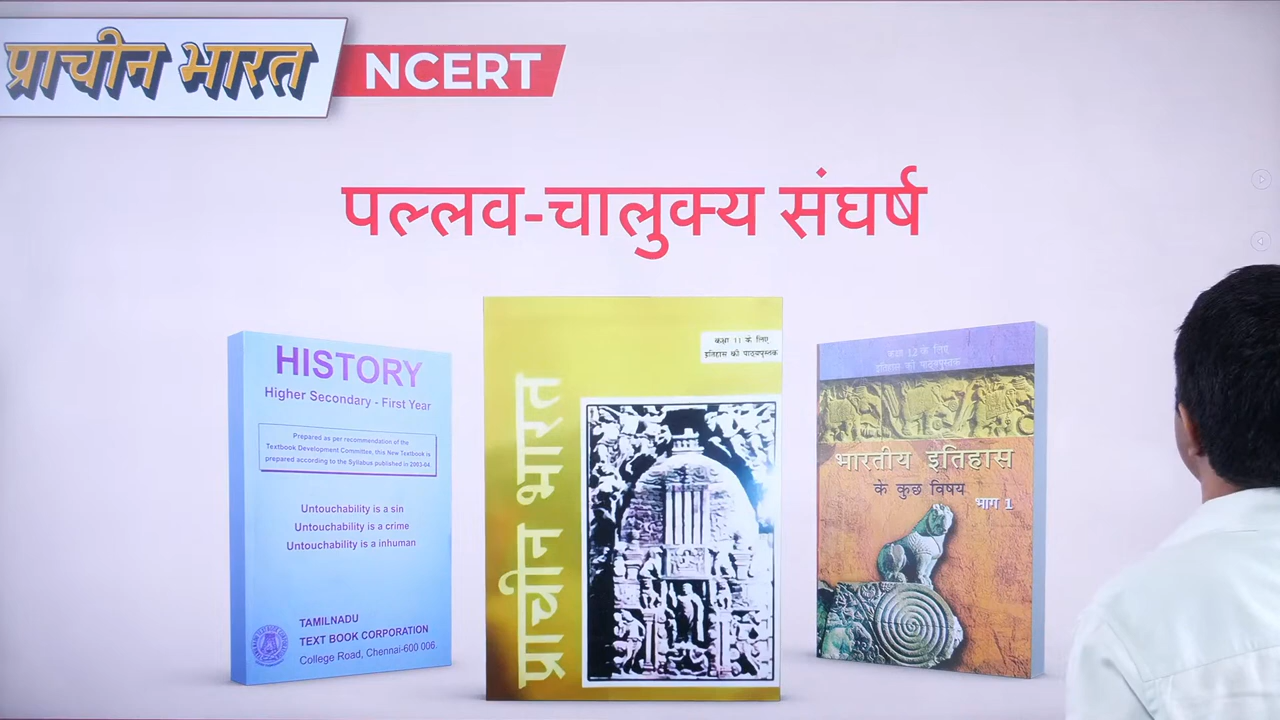 प्राचीन भारत
NCERT
पल्लव-चालुक्य संघर्ष
HISTORY
Higher Secondary - First Year
Prepared as per recommendation of the
Textbook Development Committee, this New Textbook is
prepared according to the Syllabus published in 2003-04
Untouchability is a sin
Untouchability is a crime
Untouchability is a inhuman
TAMILNADU
TEXT BOOK CORPORATION
College Road, Chennai-600 006.
कक्षा 11 के लिए
इतिहास की पाठ्यपुस्तक
प्राचीन भारत
कक्षा 12 के लिए
इतिहास की पाठ्यपुस्तक
भारतीय इतिहास
के कुछ विषय
भाग 1